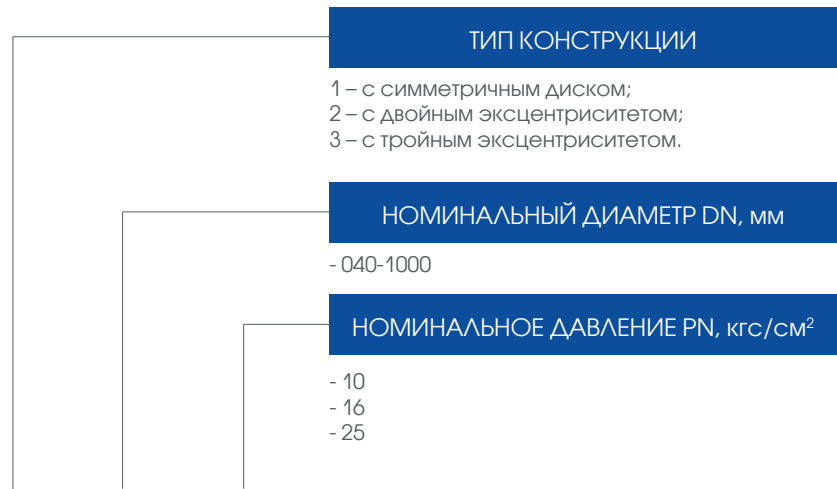 ТИП КОНСТРУКЦИИ
1 – с симметричным диском;
2 – с двойным эксцентриситетом;
3 – с тройным эксцентриситетом.
НОМИНАЛЬНЫЙ ДИАМЕТР DN, мм
- 040-1000
НОМИНАЛЬНОЕ ДАВЛЕНИЕ PN, кгс/см²
- 10
- 16
- 25